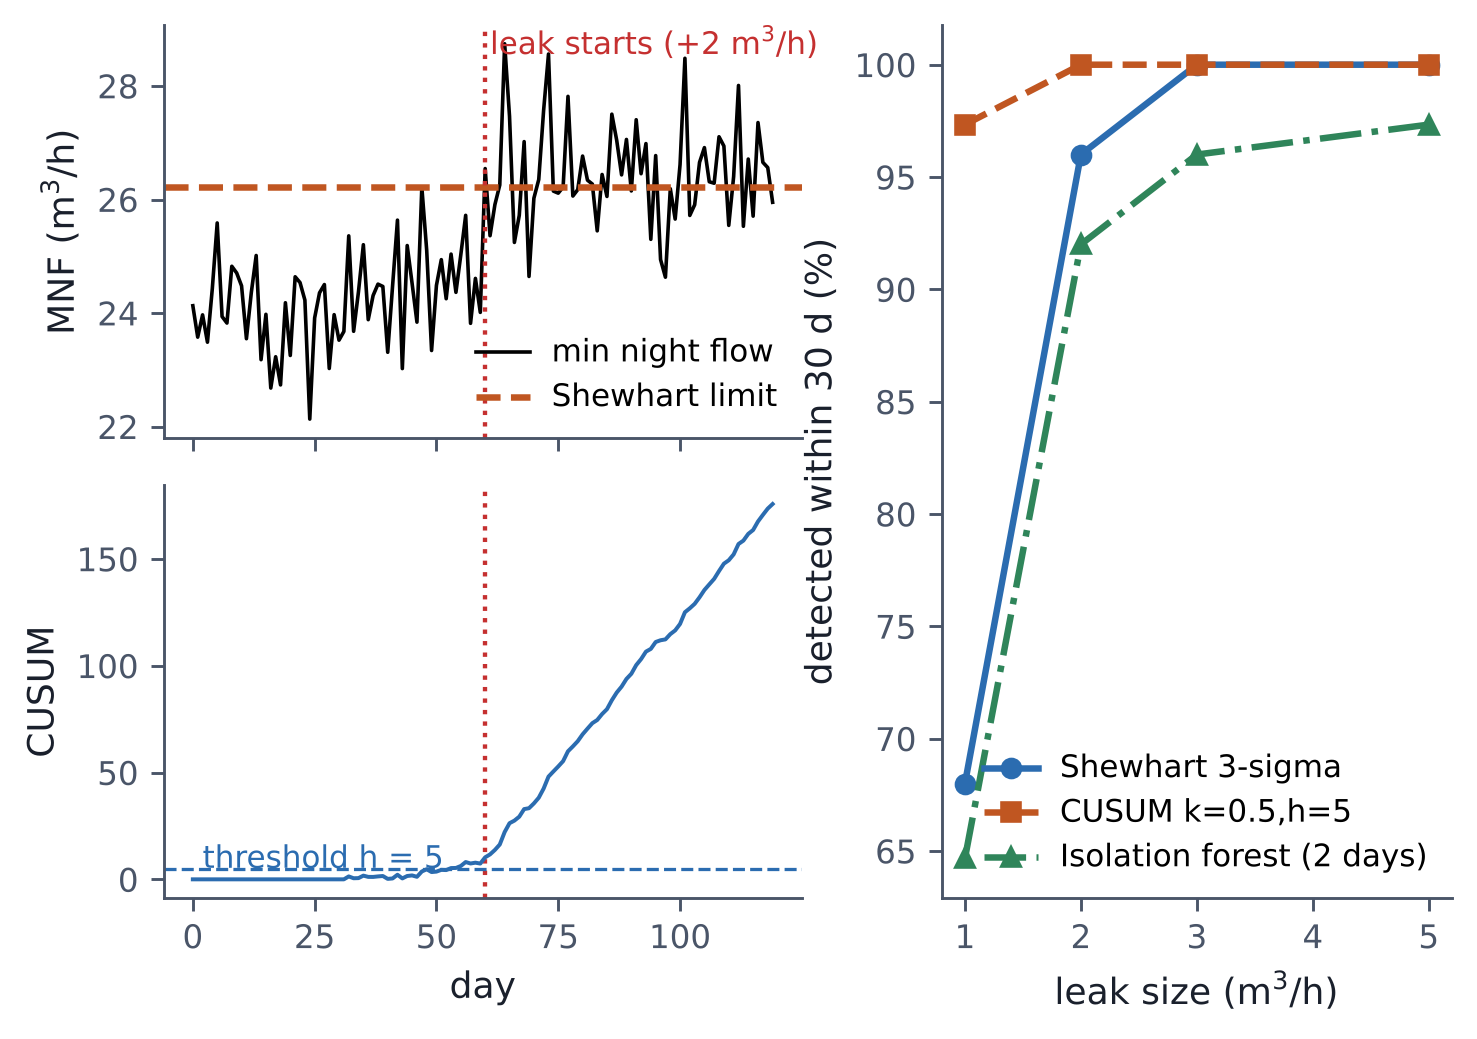 leak starts (+2 m³/h)
28
26
24
22
MNF (m³/h)
min night flow
Shewhart limit
150
100
50
0
CUSUM
threshold h = 5
0 25 50 75 100
day
100
95
90
85
80
75
70
65
detected within 30 d (%)
Shewhart 3-sigma
CUSUM k=0.5,h=5
Isolation forest (2 days)
1 2 3 4 5
leak size (m³/h)